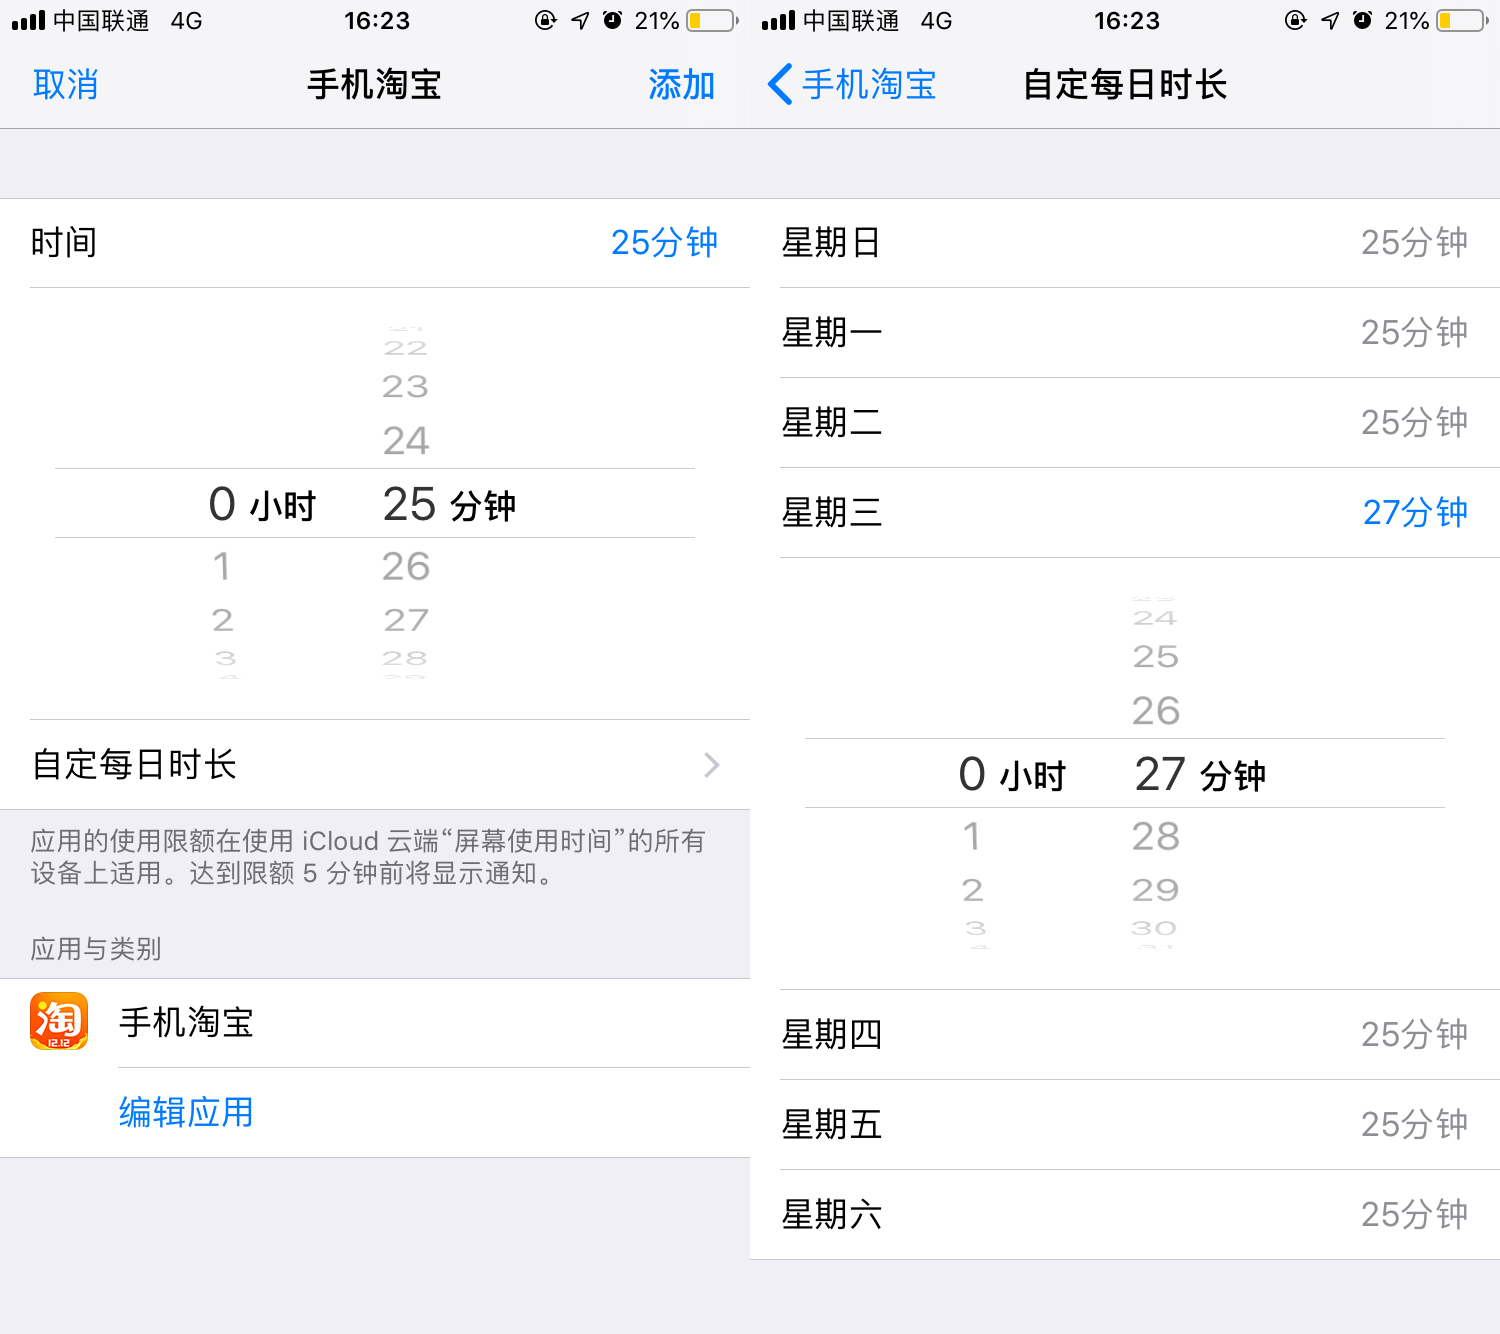 中国联通 4G 16:23 21%
取消 手机淘宝 添加
时间 25分钟
22
23
24
0 小时 25 分钟
1 26
2 27
3 28
自定每日时长
应用的使用限额在使用 iCloud 云端“屏幕使用时间”的所有
设备上适用。达到限额 5 分钟前将显示通知。
应用与类别
淘
12.12
手机淘宝
编辑应用
中国联通 4G 16:23 21%
手机淘宝 自定每日时长
星期日 25分钟
星期一 25分钟
星期二 25分钟
星期三 27分钟
24
25
26
0 小时 27 分钟
1 28
2 29
3 30
星期四 25分钟
星期五 25分钟
星期六 25分钟